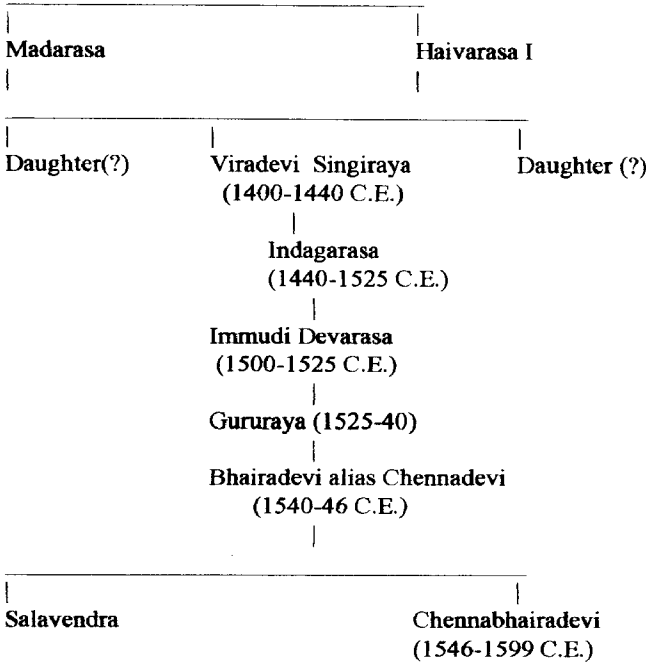 Madarasa Haivarasa I
Daughter(?) Viradevi Singiraya Daughter (?)
(1400-1440 C.E.)
Indagarasa
(1440-1525 C.E.)
Immudi Devarasa
(1500-1525 C.E.)
Gururaya (1525-40)
Bhairadevi alias Chennadevi
(1540-46 C.E.)
Salavendra Chennabhairadevi
(1546-1599 C.E.)